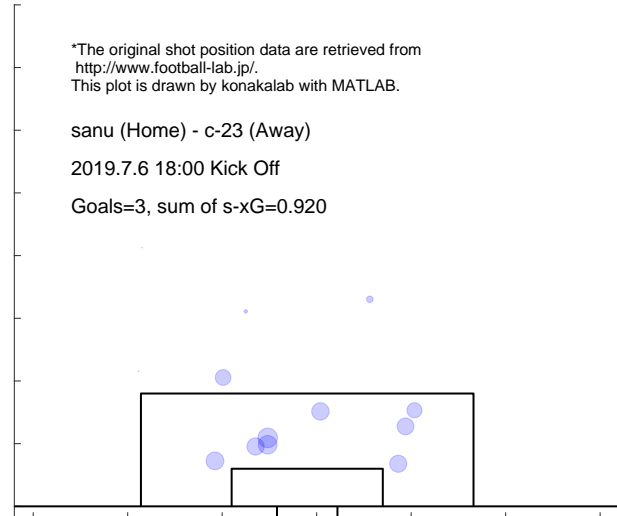 *The original shot position data are retrieved from
http://www.football-lab.jp/.
This plot is drawn by konakalab with MATLAB.
sanu (Home) - c-23 (Away)
2019.7.6 18:00 Kick Off
Goals=3, sum of s-xG=0.920